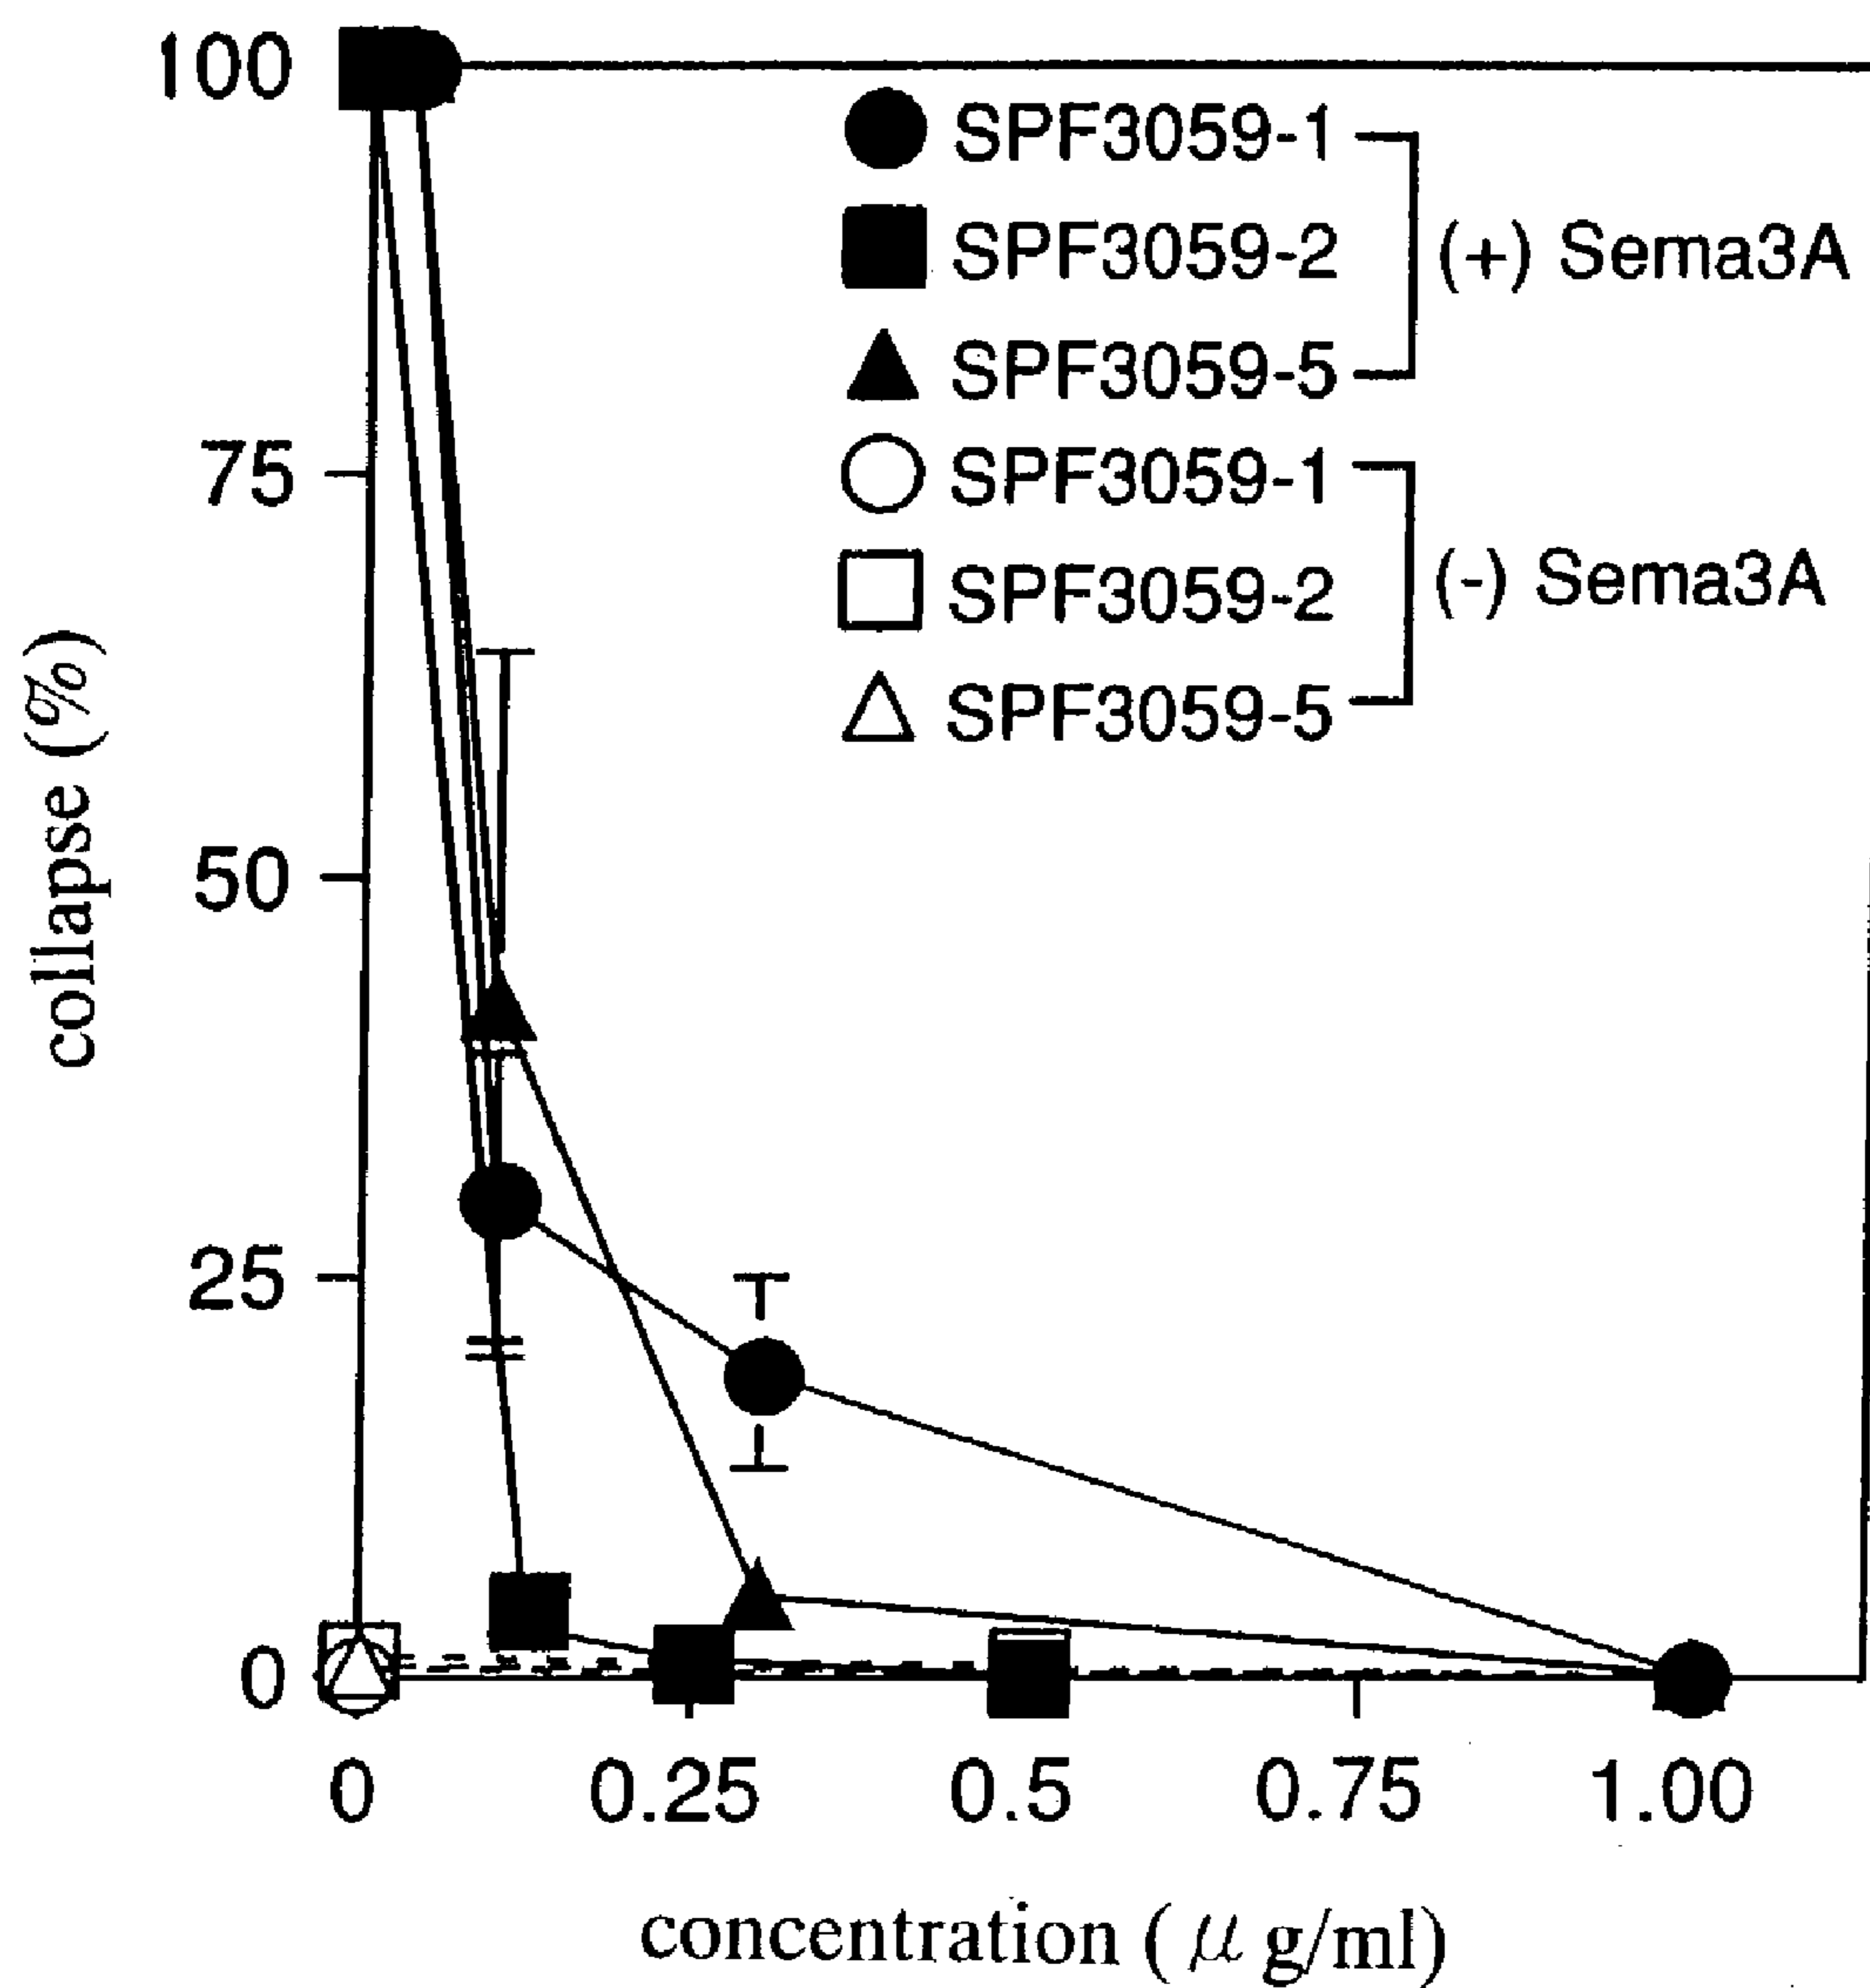 100
75
50
25
0
collapse (%)
SPF3059-1
SPF3059-2
SPF3059-5
(+) Sema3A
SPF3059-1
SPF3059-2
SPF3059-5
(-) Sema3A
0 0.25 0.5 0.75 1.00
concentration (μg/ml)